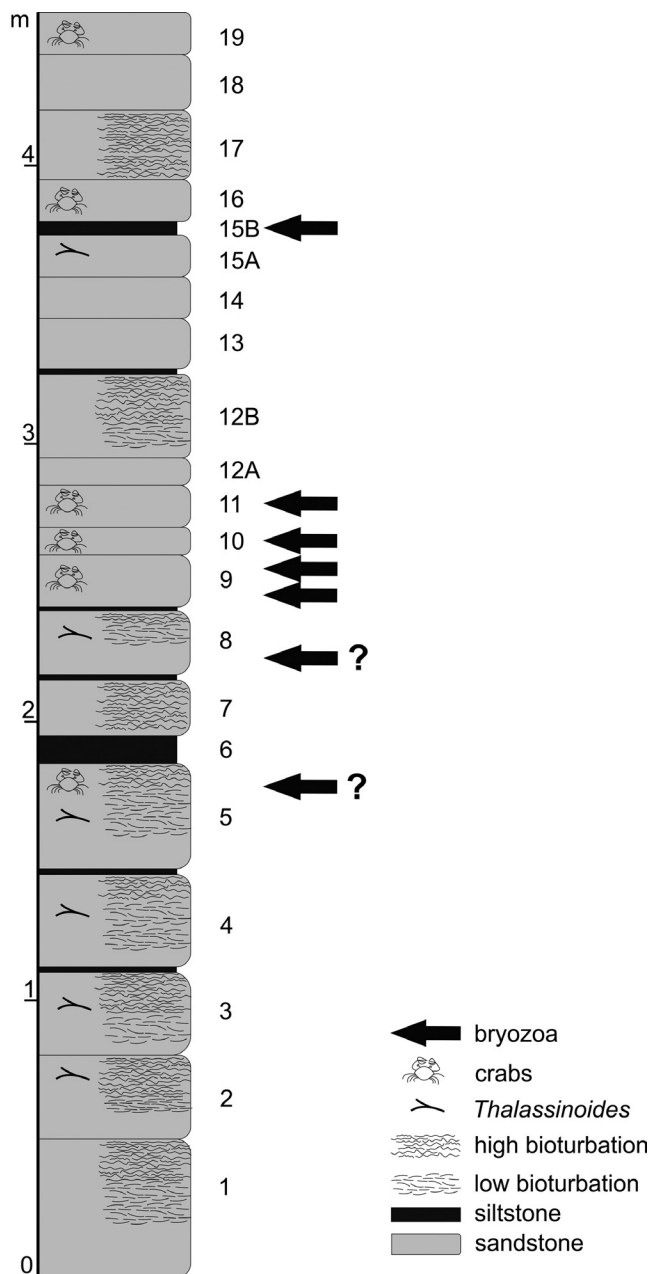 m
19
18
17
4
16
15B
15A
14
13
12B
3
12A
11
10
9
8
?
7
2
6
?
5
4
3
1
2
1
0
bryozoa
crabs
Thalassinoides
high bioturbation
low bioturbation
siltstone
sandstone